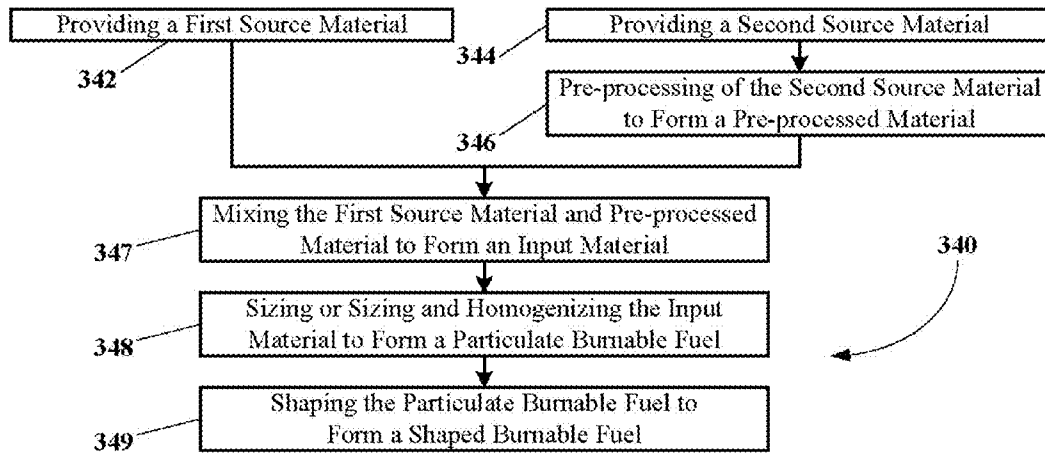 Providing a First Source Material
342
Providing a Second Source Material
344
Pre-processing of the Second Source Material
to Form a Pre-processed Material
346
Mixing the First Source Material and Pre-processed
Material to Form an Input Material
347
340
Sizing or Sizing and Homogenizing the Input
Material to Form a Particulate Burnable Fuel
348
Shaping the Particulate Burnable Fuel to
Form a Shaped Burnable Fuel
349